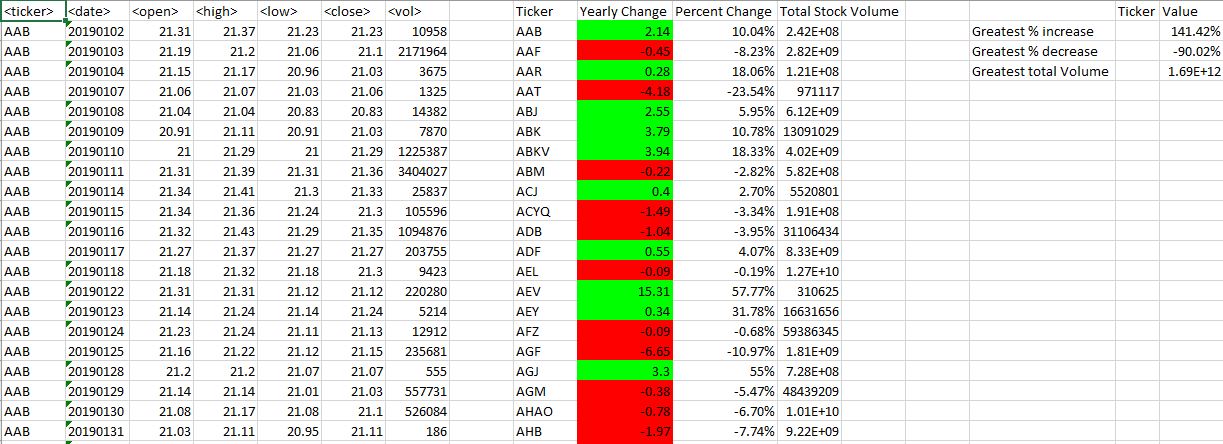 <ticker> <date> <open> <high> <low> <close> <vol> Ticker Yearly Change Percent Change Total Stock Volume Ticker Value
AAB 20190102 21.31 21.37 21.23 21.23 10958 AAB 2.14 10.04% 2.42E+08 Greatest % increase 141.42%
AAB 20190103 21.19 21.2 21.06 21.1 2171964 AAF -0.45 -8.23% 2.82E+09 Greatest % decrease -90.02%
AAB 20190104 21.15 21.17 20.96 21.03 3675 AAR 0.28 18.06% 1.21E+08 Greatest total Volume 1.69E+12
AAB 20190107 21.06 21.07 21.03 21.06 1325 AAT -4.18 -23.54% 971117
AAB 20190108 21.04 21.04 20.83 20.83 14382 ABJ 2.55 5.95% 6.12E+09
AAB 20190109 20.91 21.11 20.91 21.03 7870 ABK 3.79 10.78% 13091029
AAB 20190110 21 21.29 21 21.29 1225387 ABKV 3.94 18.33% 4.02E+09
AAB 20190111 21.31 21.39 21.31 21.36 3404027 ABM -0.22 -2.82% 5.82E+08
AAB 20190114 21.34 21.41 21.3 21.33 25837 ACJ 0.4 2.70% 5520801
AAB 20190115 21.34 21.36 21.24 21.3 105596 ACYQ -1.49 -3.34% 1.91E+08
AAB 20190116 21.32 21.43 21.29 21.35 1094876 ADB -1.04 -3.95% 31106434
AAB 20190117 21.27 21.37 21.27 21.27 203755 ADF 0.55 4.07% 8.33E+09
AAB 20190118 21.18 21.32 21.18 21.3 9423 AEL -0.09 -0.19% 1.27E+10
AAB 20190122 21.31 21.31 21.12 21.12 220280 AEV 15.31 57.77% 310625
AAB 20190123 21.14 21.24 21.14 21.24 5214 AEY 0.34 31.78% 16631656
AAB 20190124 21.23 21.24 21.11 21.13 12912 AFZ -0.09 -0.68% 59386345
AAB 20190125 21.16 21.22 21.12 21.15 235681 AGF -6.65 -10.97% 1.81E+09
AAB 20190128 21.2 21.2 21.07 21.07 555 AGJ 3.3 55% 7.28E+08
AAB 20190129 21.14 21.14 21.01 21.03 557731 AGM -0.38 -5.47% 48439209
AAB 20190130 21.08 21.17 21.08 21.1 526084 AHAO -0.78 -6.70% 1.01E+10
AAB 20190131 21.03 21.11 20.95 21.11 186 AHB -1.97 -7.74% 9.22E+09